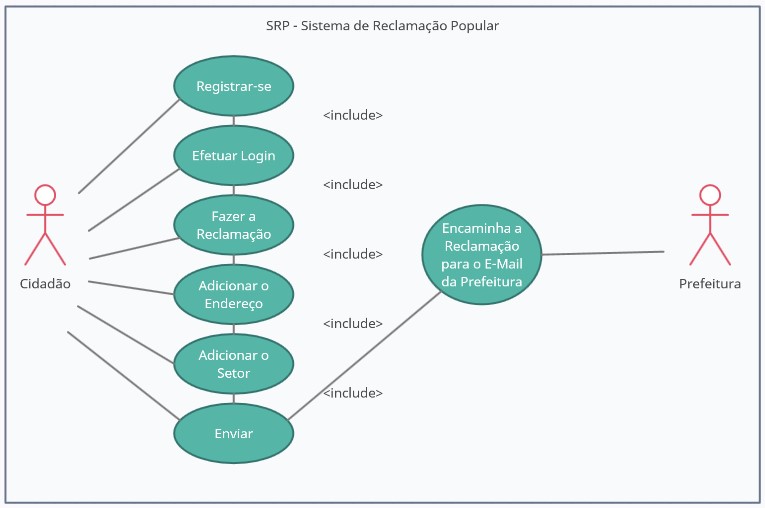 SRP - Sistema de Reclamação Popular
Registrar-se
<include>
Efetuar Login
<include>
Fazer a
Reclamação
<include>
Adicionar o
Endereço
<include>
Adicionar o
Setor
<include>
Enviar
Encaminha a
Reclamação
para o E-Mail
da Prefeitura
Cidadão
Prefeitura